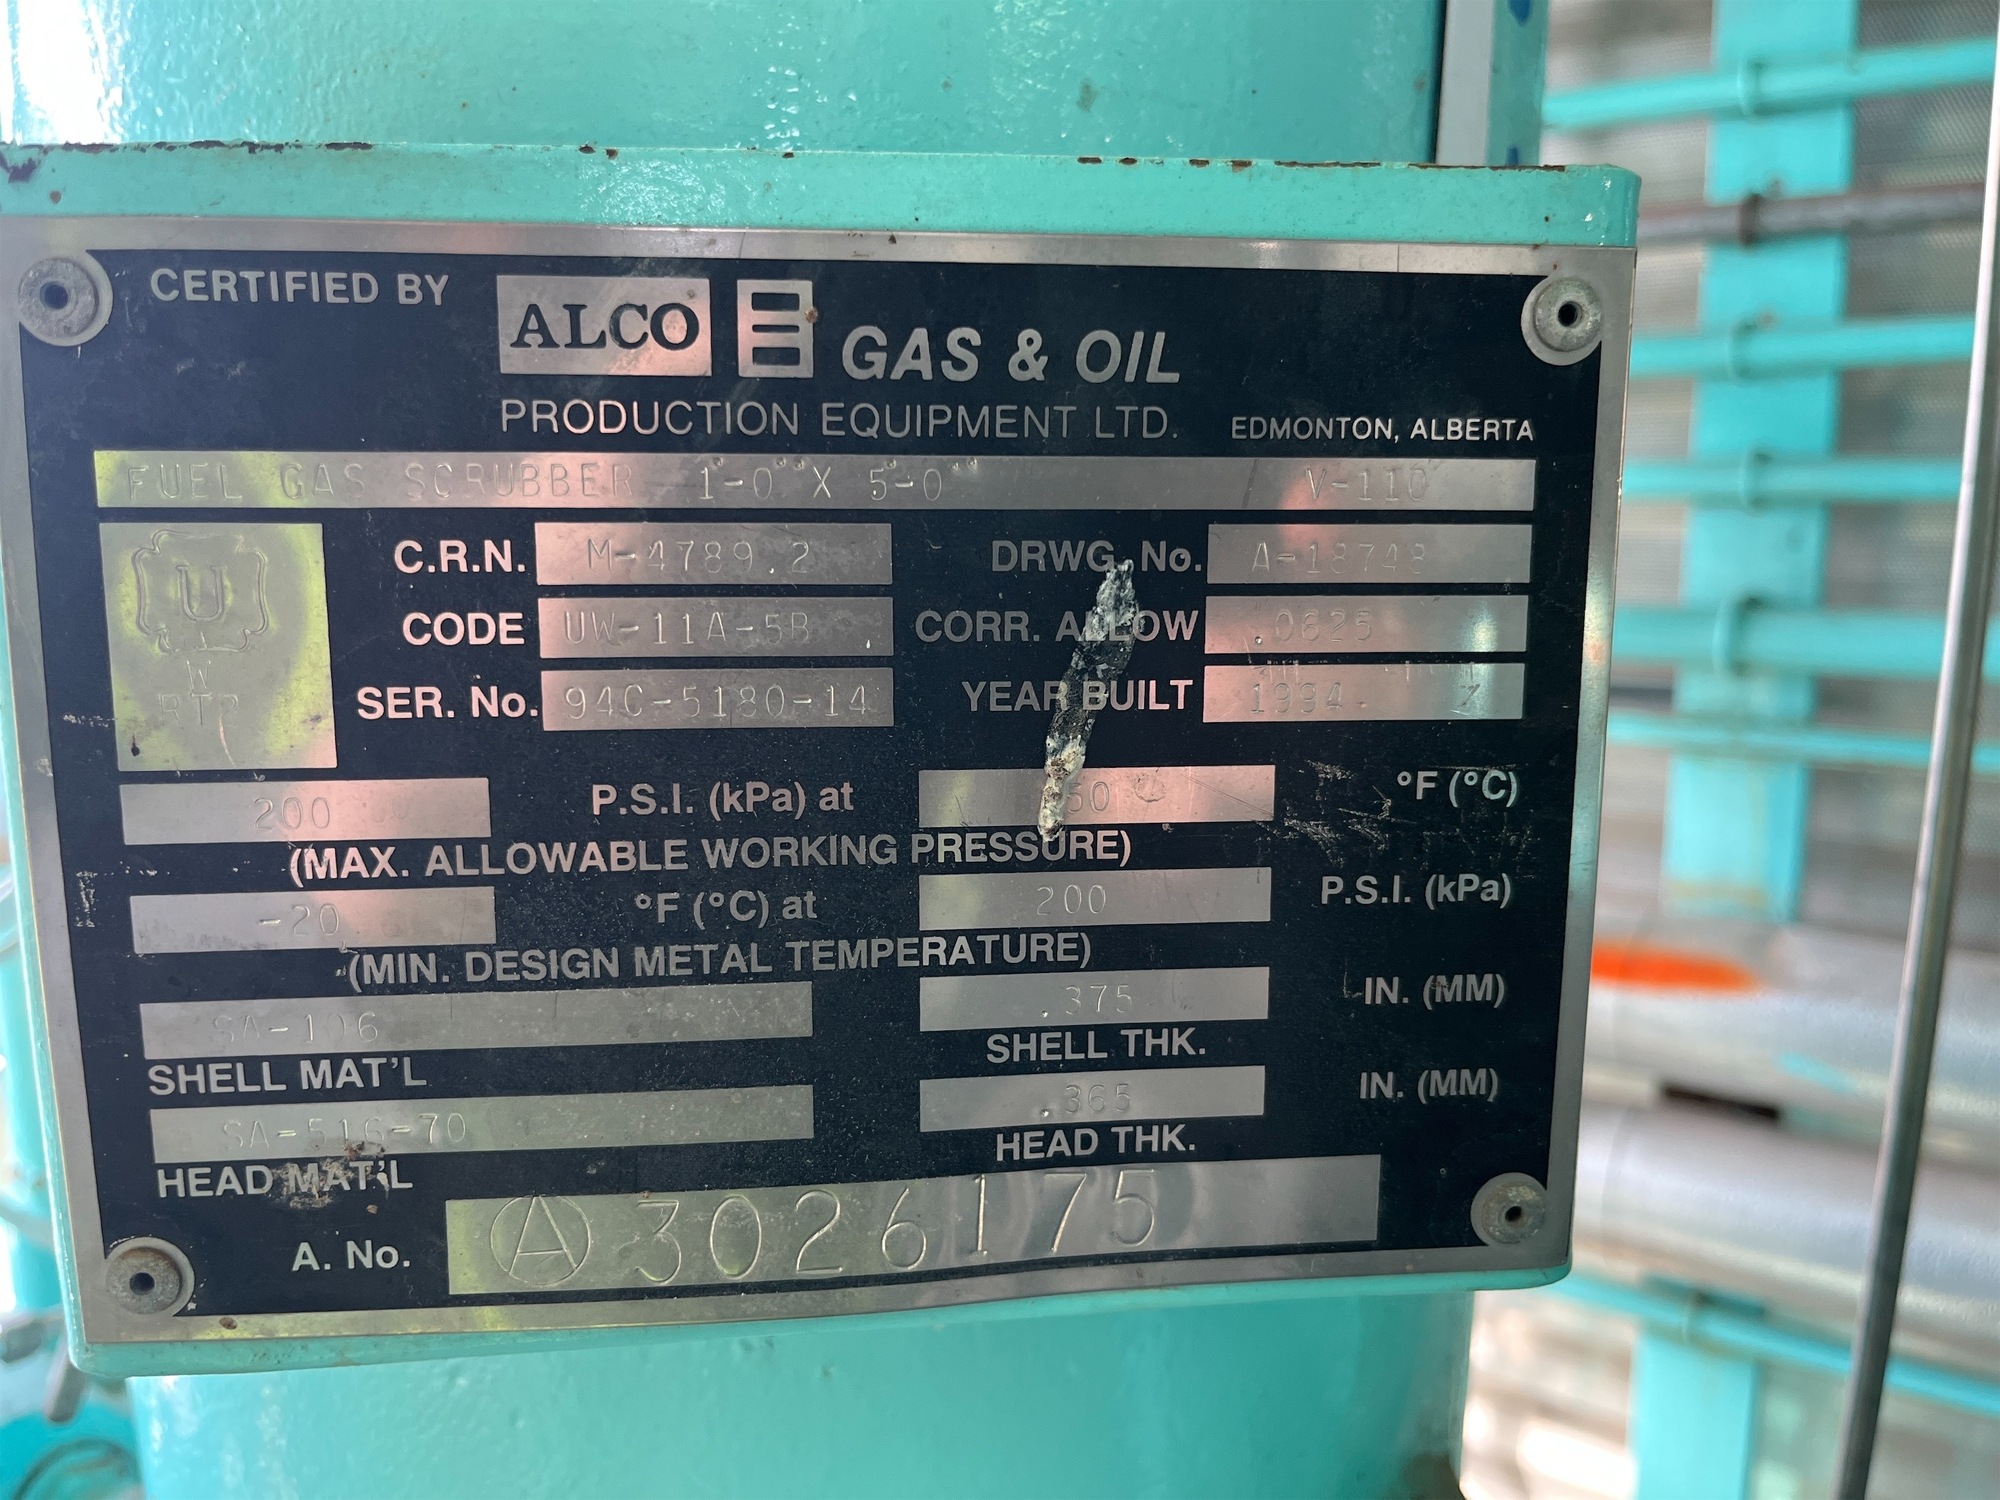 CERTIFIED BY ALCO GAS & OIL
PRODUCTION EQUIPMENT LTD. EDMONTON, ALBERTA
FUEL GAS SCRUBBER 1'-0" X 5'-0" V-110
U
W
RTP
C.R.N. M-4789.2 DRWG. No. A-18748
CODE UW-11A-5B CORR. ALLOW .0625
SER. No. 94C-5180-14 YEAR BUILT 1994
200 P.S.I. (kPa) at °F (°C)
(MAX. ALLOWABLE WORKING PRESSURE)
-20 °F (°C) at 200 P.S.I. (kPa)
(MIN. DESIGN METAL TEMPERATURE)
SA-106 .375 IN. (MM)
SHELL MAT'L SHELL THK.
SA-516-70 .365 IN. (MM)
HEAD MAT'L HEAD THK.
A. No. Ⓐ 3026175